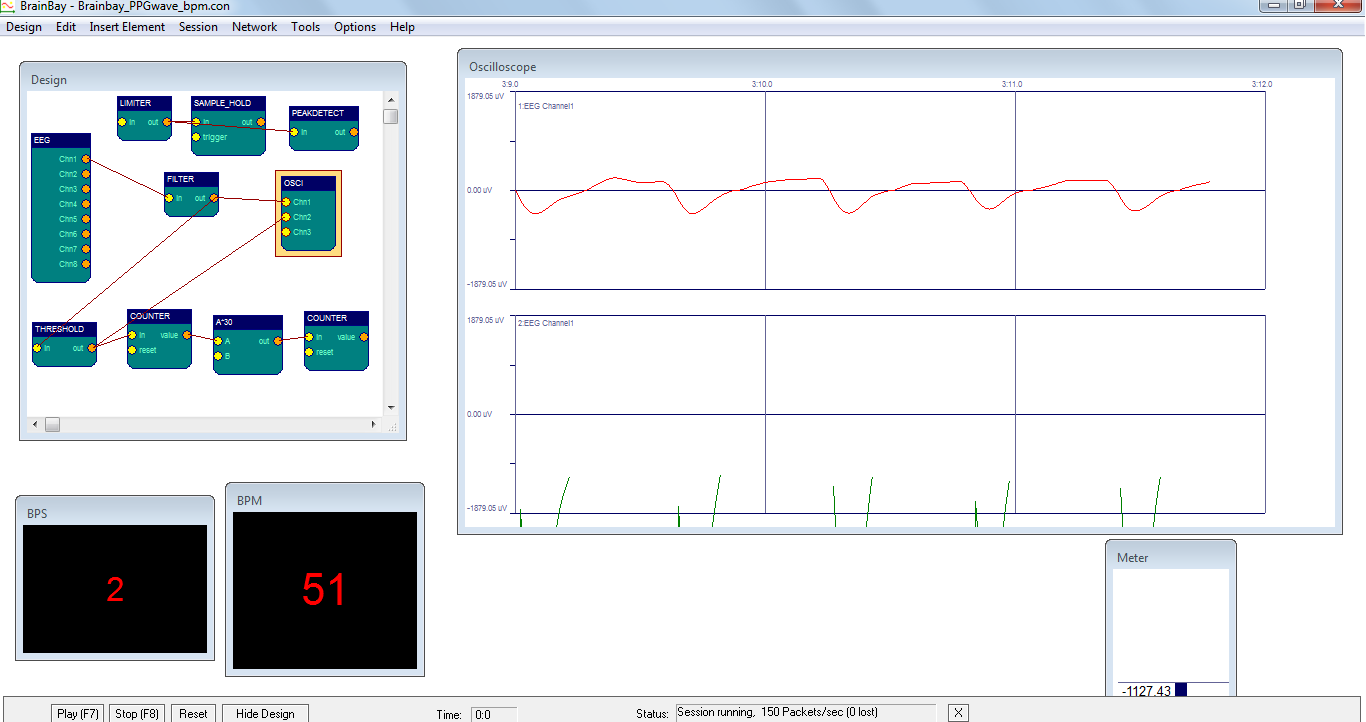 BrainBay - Brainbay_PPGwave_bpm.con
Design Edit Insert Element Session Network Tools Options Help
Design
LIMITER
In out
SAMPLE_HOLD
In out
trigger
PEAKDETECT
In out
EEG
Chn1
Chn2
Chn3
Chn4
Chn5
Chn6
Chn7
Chn8
FILTER
In out
OSCI
Chn1
Chn2
Chn3
THRESHOLD
In out
COUNTER
In value
reset
A*30
A out
B
COUNTER
In value
reset
Oscilloscope
3:9.0 3:10.0 3:11.0 3:12.0
1879.05 uV
1:EEG Channel1
0.00 uV
-1879.05 uV
1879.05 uV
2:EEG Channel1
0.00 uV
-1879.05 uV
BPS
2
BPM
51
Meter
-1127.43
Play (F7) Stop (F8) Reset Hide Design Time: 0:0 Status: Session running, 150 Packets/sec (0 lost) X